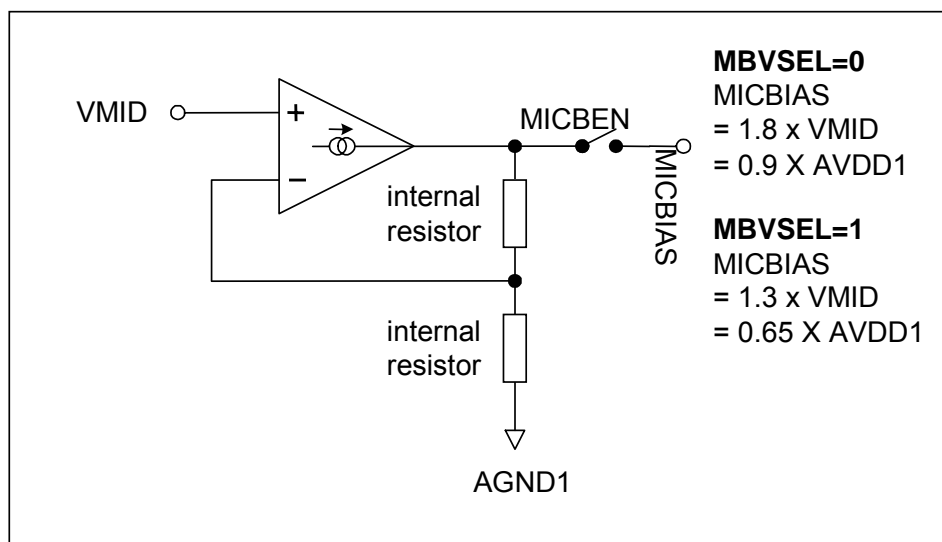 VMID
+
−
MICBEN
MICBIAS
internal
resistor
internal
resistor
AGND1
MBVSEL=0
MICBIAS
= 1.8 x VMID
= 0.9 X AVDD1
MBVSEL=1
MICBIAS
= 1.3 x VMID
= 0.65 X AVDD1